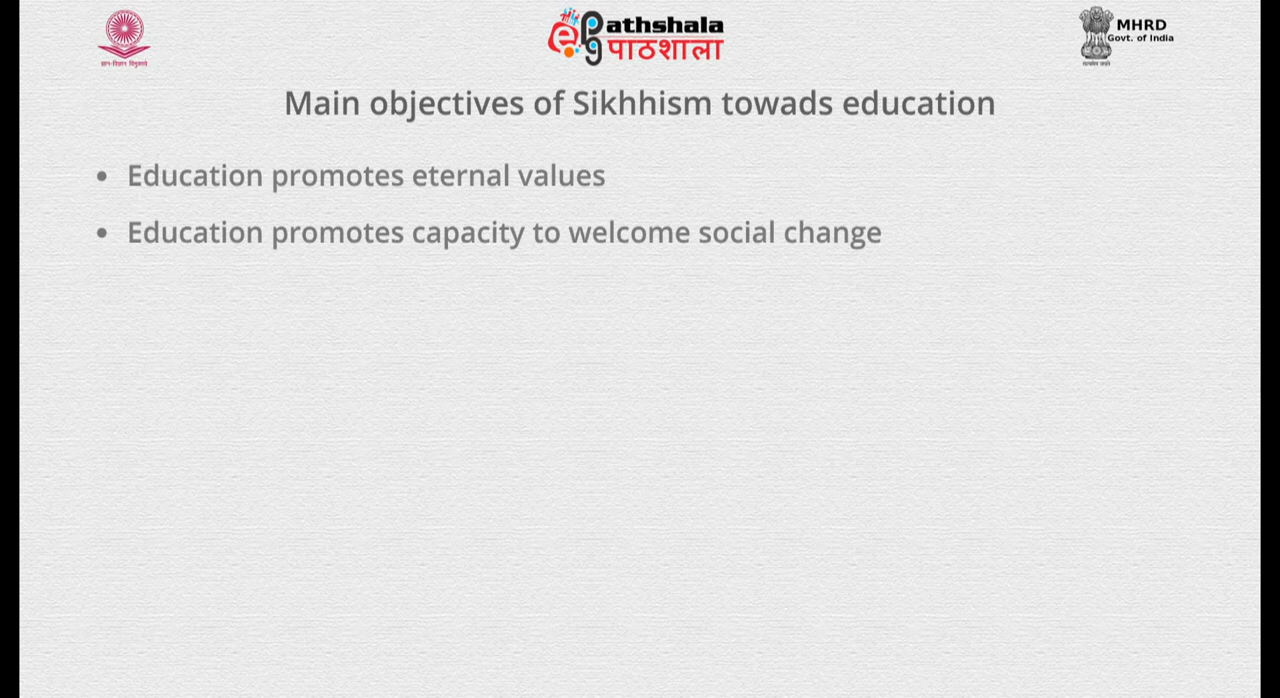 ePathshala
पाठशाला
MHRD
Govt. of India
Main objectives of Sikhhism towads education
• Education promotes eternal values
• Education promotes capacity to welcome social change